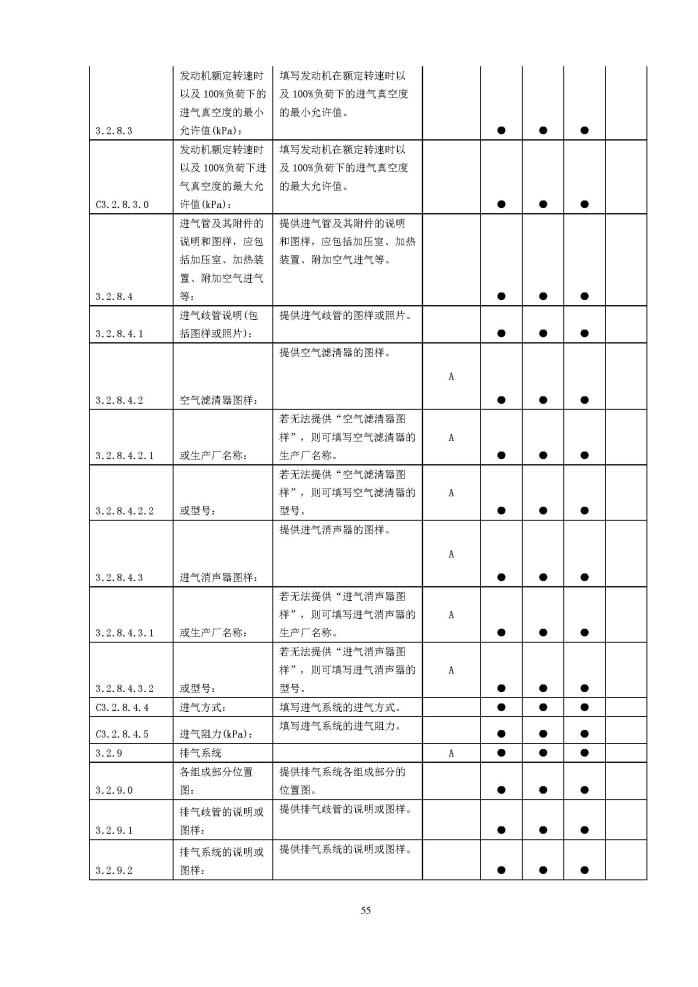 发动机额定转速时 填写发动机在额定转速时以
以及 100%负荷下的 及 100%负荷下的进气真空度
进气真空度的最小 的最小允许值。
3.2.8.3 允许值(kPa)： ● ● ●
发动机额定转速时 填写发动机在额定转速时以
以及 100%负荷下进 及 100%负荷下的进气真空度
气真空度的最大允 的最大允许值。
C3.2.8.3.0 许值(kPa)： ● ● ●
进气管及其附件的 提供进气管及其附件的说明
说明和图样，应包 和图样，应包括加压室、加热
括加压室、加热装 装置、附加空气进气等。
置、附加空气进气
3.2.8.4 等： ● ● ●
进气歧管说明(包 提供进气歧管的图样或照片。
3.2.8.4.1 括图样或照片)： ● ● ●
提供空气滤清器的图样。
A
3.2.8.4.2 空气滤清器图样： ● ● ●
若无法提供“空气滤清器图
样”，则可填写空气滤清器的 A
3.2.8.4.2.1 或生产厂名称： 生产厂名称。 ● ● ●
若无法提供“空气滤清器图
样”，则可填写空气滤清器的 A
3.2.8.4.2.2 或型号： 型号。 ● ● ●
提供进气消声器的图样。
A
3.2.8.4.3 进气消声器图样： ● ● ●
若无法提供“进气消声器图
样”，则可填写进气消声器的 A
3.2.8.4.3.1 或生产厂名称： 生产厂名称。 ● ● ●
若无法提供“进气消声器图
样”，则可填写进气消声器的 A
3.2.8.4.3.2 或型号： 型号。 ● ● ●
C3.2.8.4.4 进气方式： 填写进气系统的进气方式。 ● ● ●
填写进气系统的进气阻力。
C3.2.8.4.5 进气阻力(kPa)： ● ● ●
3.2.9 排气系统 A ● ● ●
各组成部分位置 提供排气系统各组成部分的
3.2.9.0 图： 位置图。 ● ● ●
排气歧管的说明或 提供排气歧管的说明或图样。
3.2.9.1 图样： ● ● ●
排气系统的说明或 提供排气系统的说明或图样。
3.2.9.2 图样： ● ● ●
55